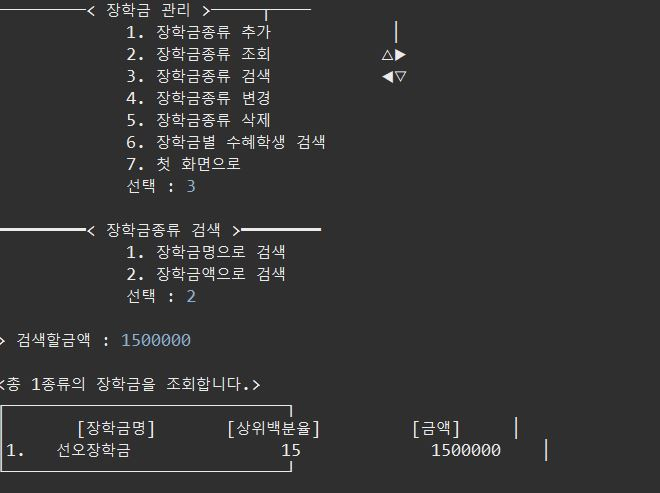 < 장학금 관리 >
1. 장학금종류 추가
2. 장학금종류 조회
3. 장학금종류 검색
4. 장학금종류 변경
5. 장학금종류 삭제
6. 장학금별 수혜학생 검색
7. 첫 화면으로
선택 : 3
< 장학금종류 검색 >
1. 장학금명으로 검색
2. 장학금액으로 검색
선택 : 2
> 검색할금액 : 1500000
<총 1종류의 장학금을 조회합니다.>
[장학금명] [상위백분율] [금액]
1. 선오장학금 15 1500000